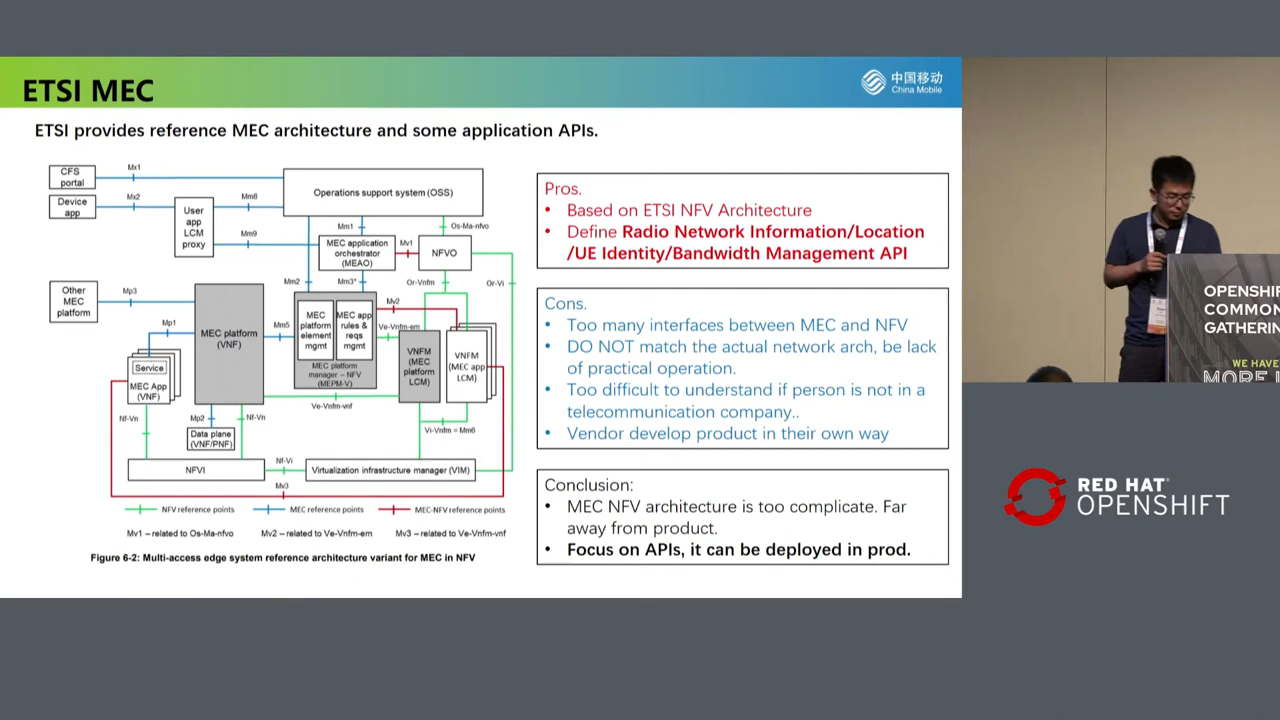 ETSI MEC
中国移动
China Mobile
ETSI provides reference MEC architecture and some application APIs.
CFS
portal
Mx1
Operations support system (OSS)
Device
app
Mx2
User
app
LCM
proxy
Mm8
Mm9
Mm1
Os-Ma-nfvo
MEC application
orchestrator
(MEAO)
Mv1
NFVO
Mm2
Mm3*
Or-Vnfm
Or-Vi
Other
MEC
platform
Mp3
MEC platform
(VNF)
Mp1
Mm5
MEC
platform
element
mgmt
MEC app
rules &
reqs
mgmt
MEC platform
manager – NFV
(MEPM-V)
Mv2
Ve-Vnfm-em
VNFM
(MEC
platform
LCM)
VNFM
(MEC app
LCM)
Service
MEC App
(VNF)
Ve-Vnfm-vnf
Nf-Vn
Mp2
Nf-Vn
Data plane
(VNF/PNF)
Vi-Vnfm = Mm6
NFVI
Nf-Vi
Virtualization infrastructure manager (VIM)
Mv3
NFV reference points
MEC reference points
MEC-NFV reference points
Mv1 – related to Os-Ma-nfvo
Mv2 – related to Ve-Vnfm-em
Mv3 – related to Ve-Vnfm-vnf
Figure 6-2: Multi-access edge system reference architecture variant for MEC in NFV
Pros.
• Based on ETSI NFV Architecture
• Define Radio Network Information/Location
/UE Identity/Bandwidth Management API
Cons.
• Too many interfaces between MEC and NFV
• DO NOT match the actual network arch, be lack
of practical operation.
• Too difficult to understand if person is not in a
telecommunication company..
• Vendor develop product in their own way
Conclusion:
• MEC NFV architecture is too complicate. Far
away from product.
• Focus on APIs, it can be deployed in prod.
OPENSHIF
COMMON
GATHERIN
WE HAVE
MORE
RED HAT®
OPENSHIFT